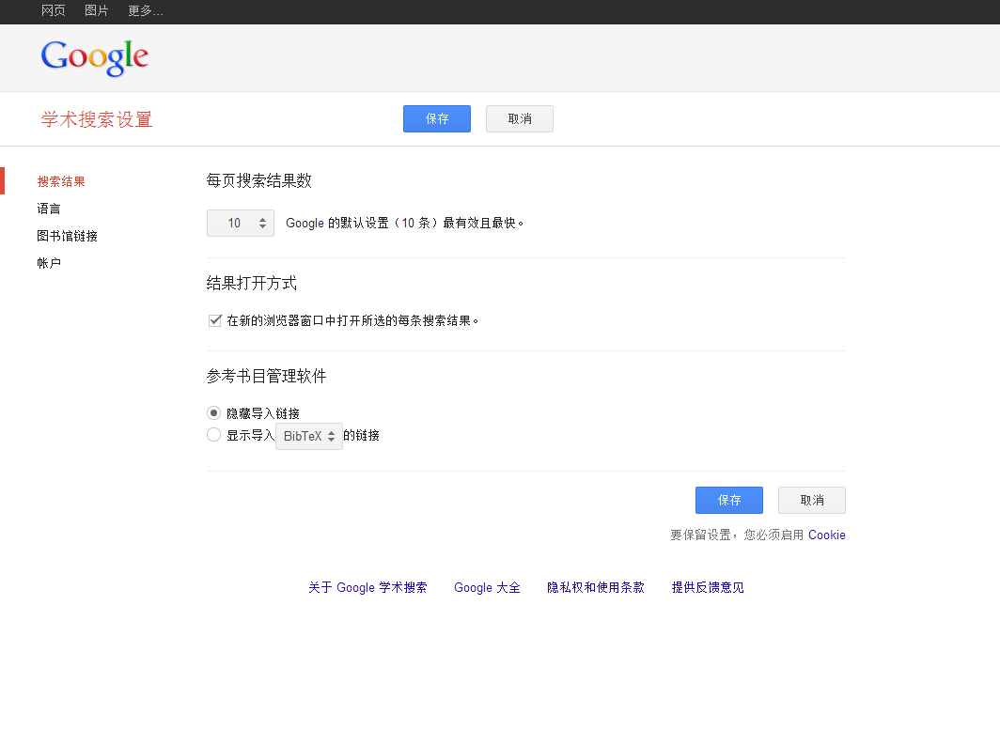 网页 图片 更多...
Google
学术搜索设置 保存 取消
搜索结果
语言
图书馆链接
帐户
每页搜索结果数
10 Google 的默认设置（10 条）最有效且最快。
结果打开方式
在新的浏览器窗口中打开所选的每条搜索结果。
参考书目管理软件
隐藏导入链接
显示导入 BibTeX 的链接
保存 取消
要保留设置，您必须启用 Cookie
关于 Google 学术搜索 Google 大全 隐私权和使用条款 提供反馈意见